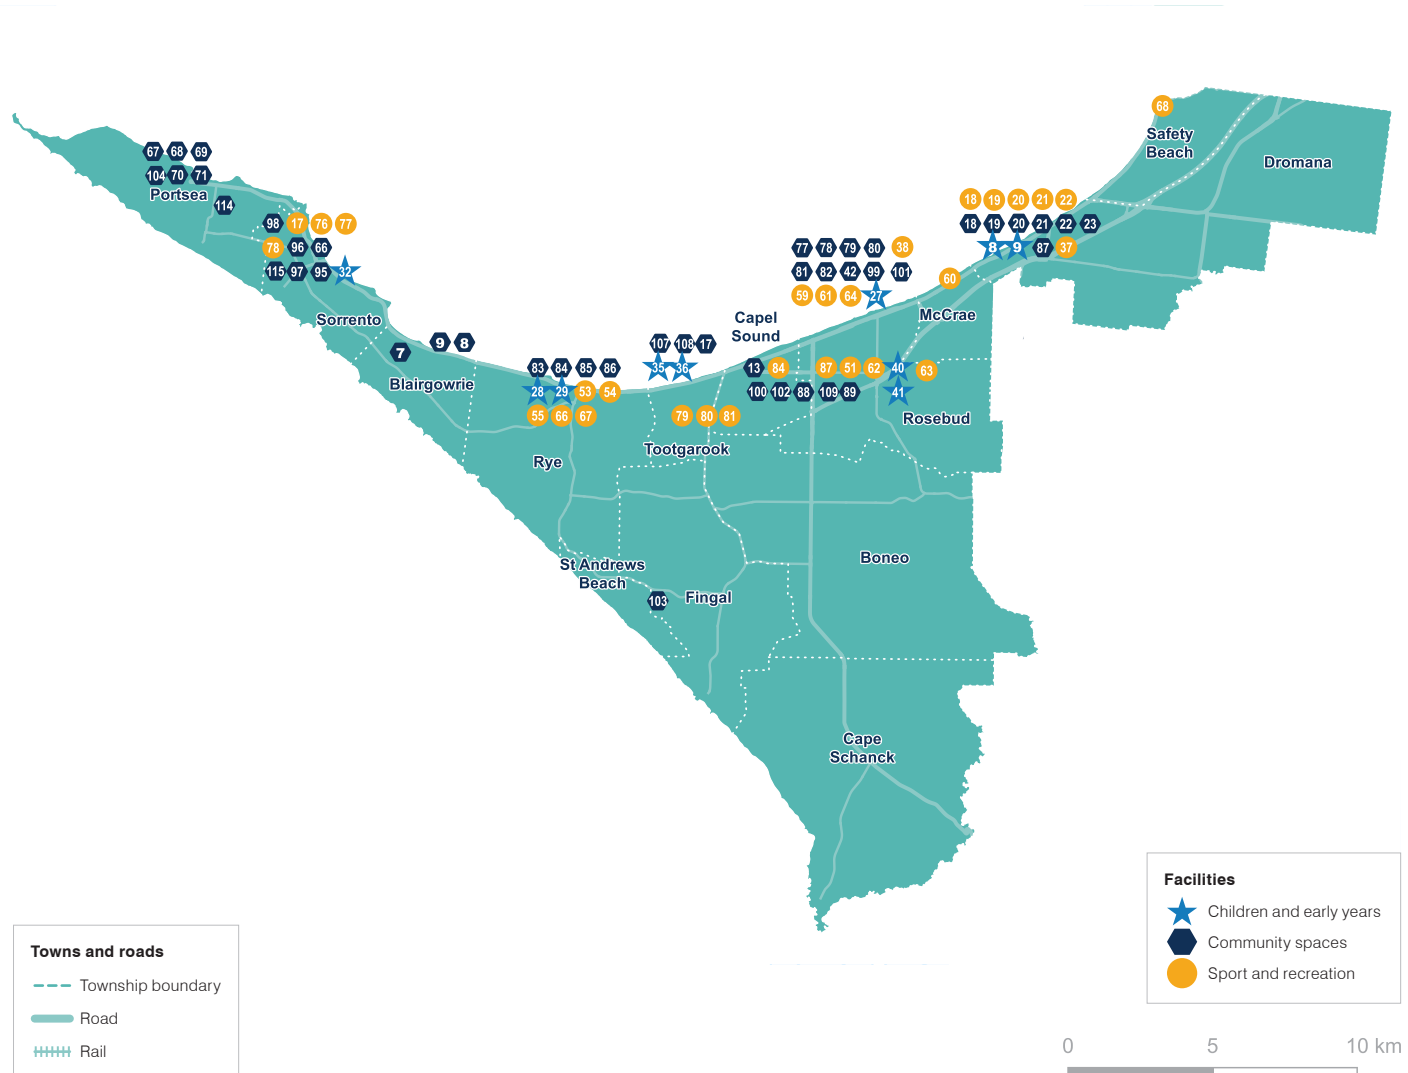 68
Safety
Beach
Dromana
67 68 69
104 70 71
Portsea
114
98 17 76 77
78 96 66
115 97 95 32
Sorrento
18 19 20 21 22
18 19 20 21 22 23
8 9 87 37
77 78 79 80 38
81 82 42 99 101
59 61 64 27
60
McCrae
Capel
Sound
7 9 8
Blairgowrie
107 108 17
35 36
83 84 85 86
28 29 53 54
55 66 67
Rye
13 84 87 51 62 40 63
100 102 88 109 89 41
Rosebud
79 80 81
Tootgarook
Boneo
St Andrews
Beach
103 Fingal
Cape
Schanck
Facilities
Children and early years
Community spaces
Sport and recreation
Towns and roads
Township boundary
Road
Rail
0 5 10 km